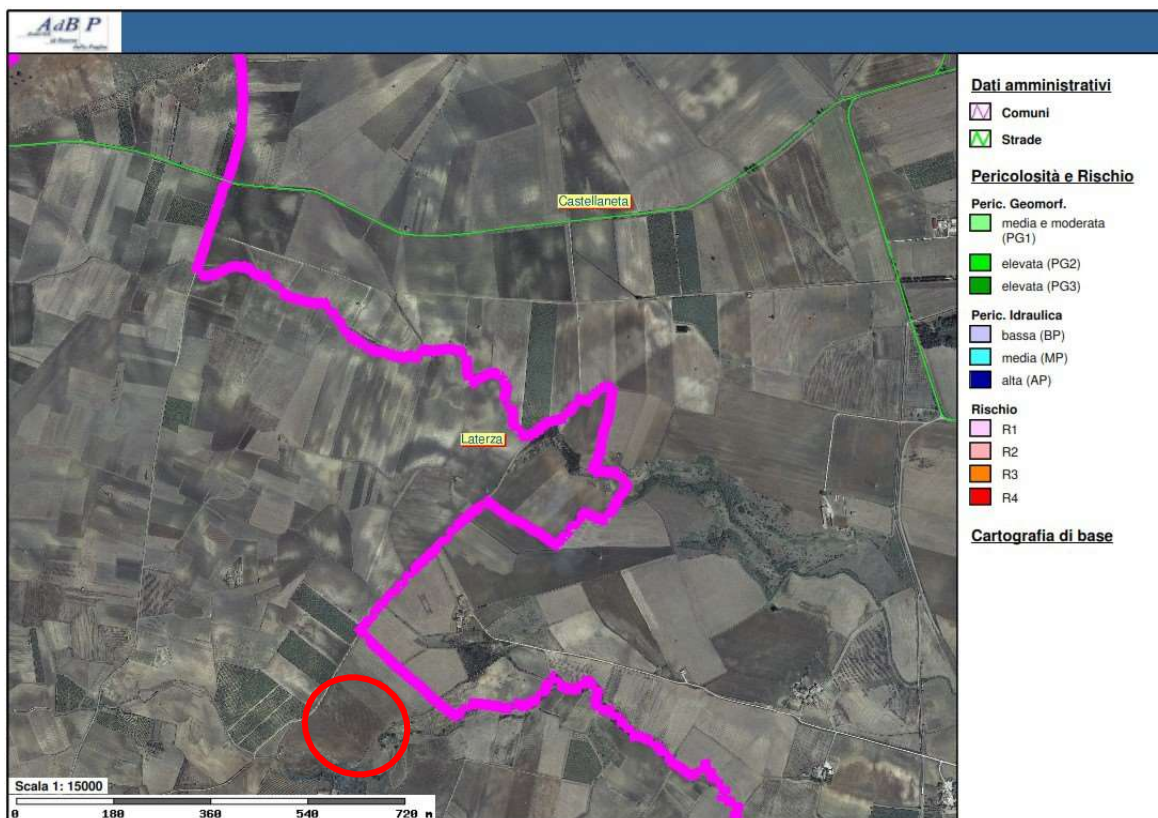 AdB P
della Puglia
Castellaneta
Laterza
Scala 1: 15000
0 180 360 540 720 m
Dati amministrativi
Comuni
Strade
Pericolosità e Rischio
Peric. Geomorf.
media e moderata
(PG1)
elevata (PG2)
elevata (PG3)
Peric. Idraulica
bassa (BP)
media (MP)
alta (AP)
Rischio
R1
R2
R3
R4
Cartografia di base